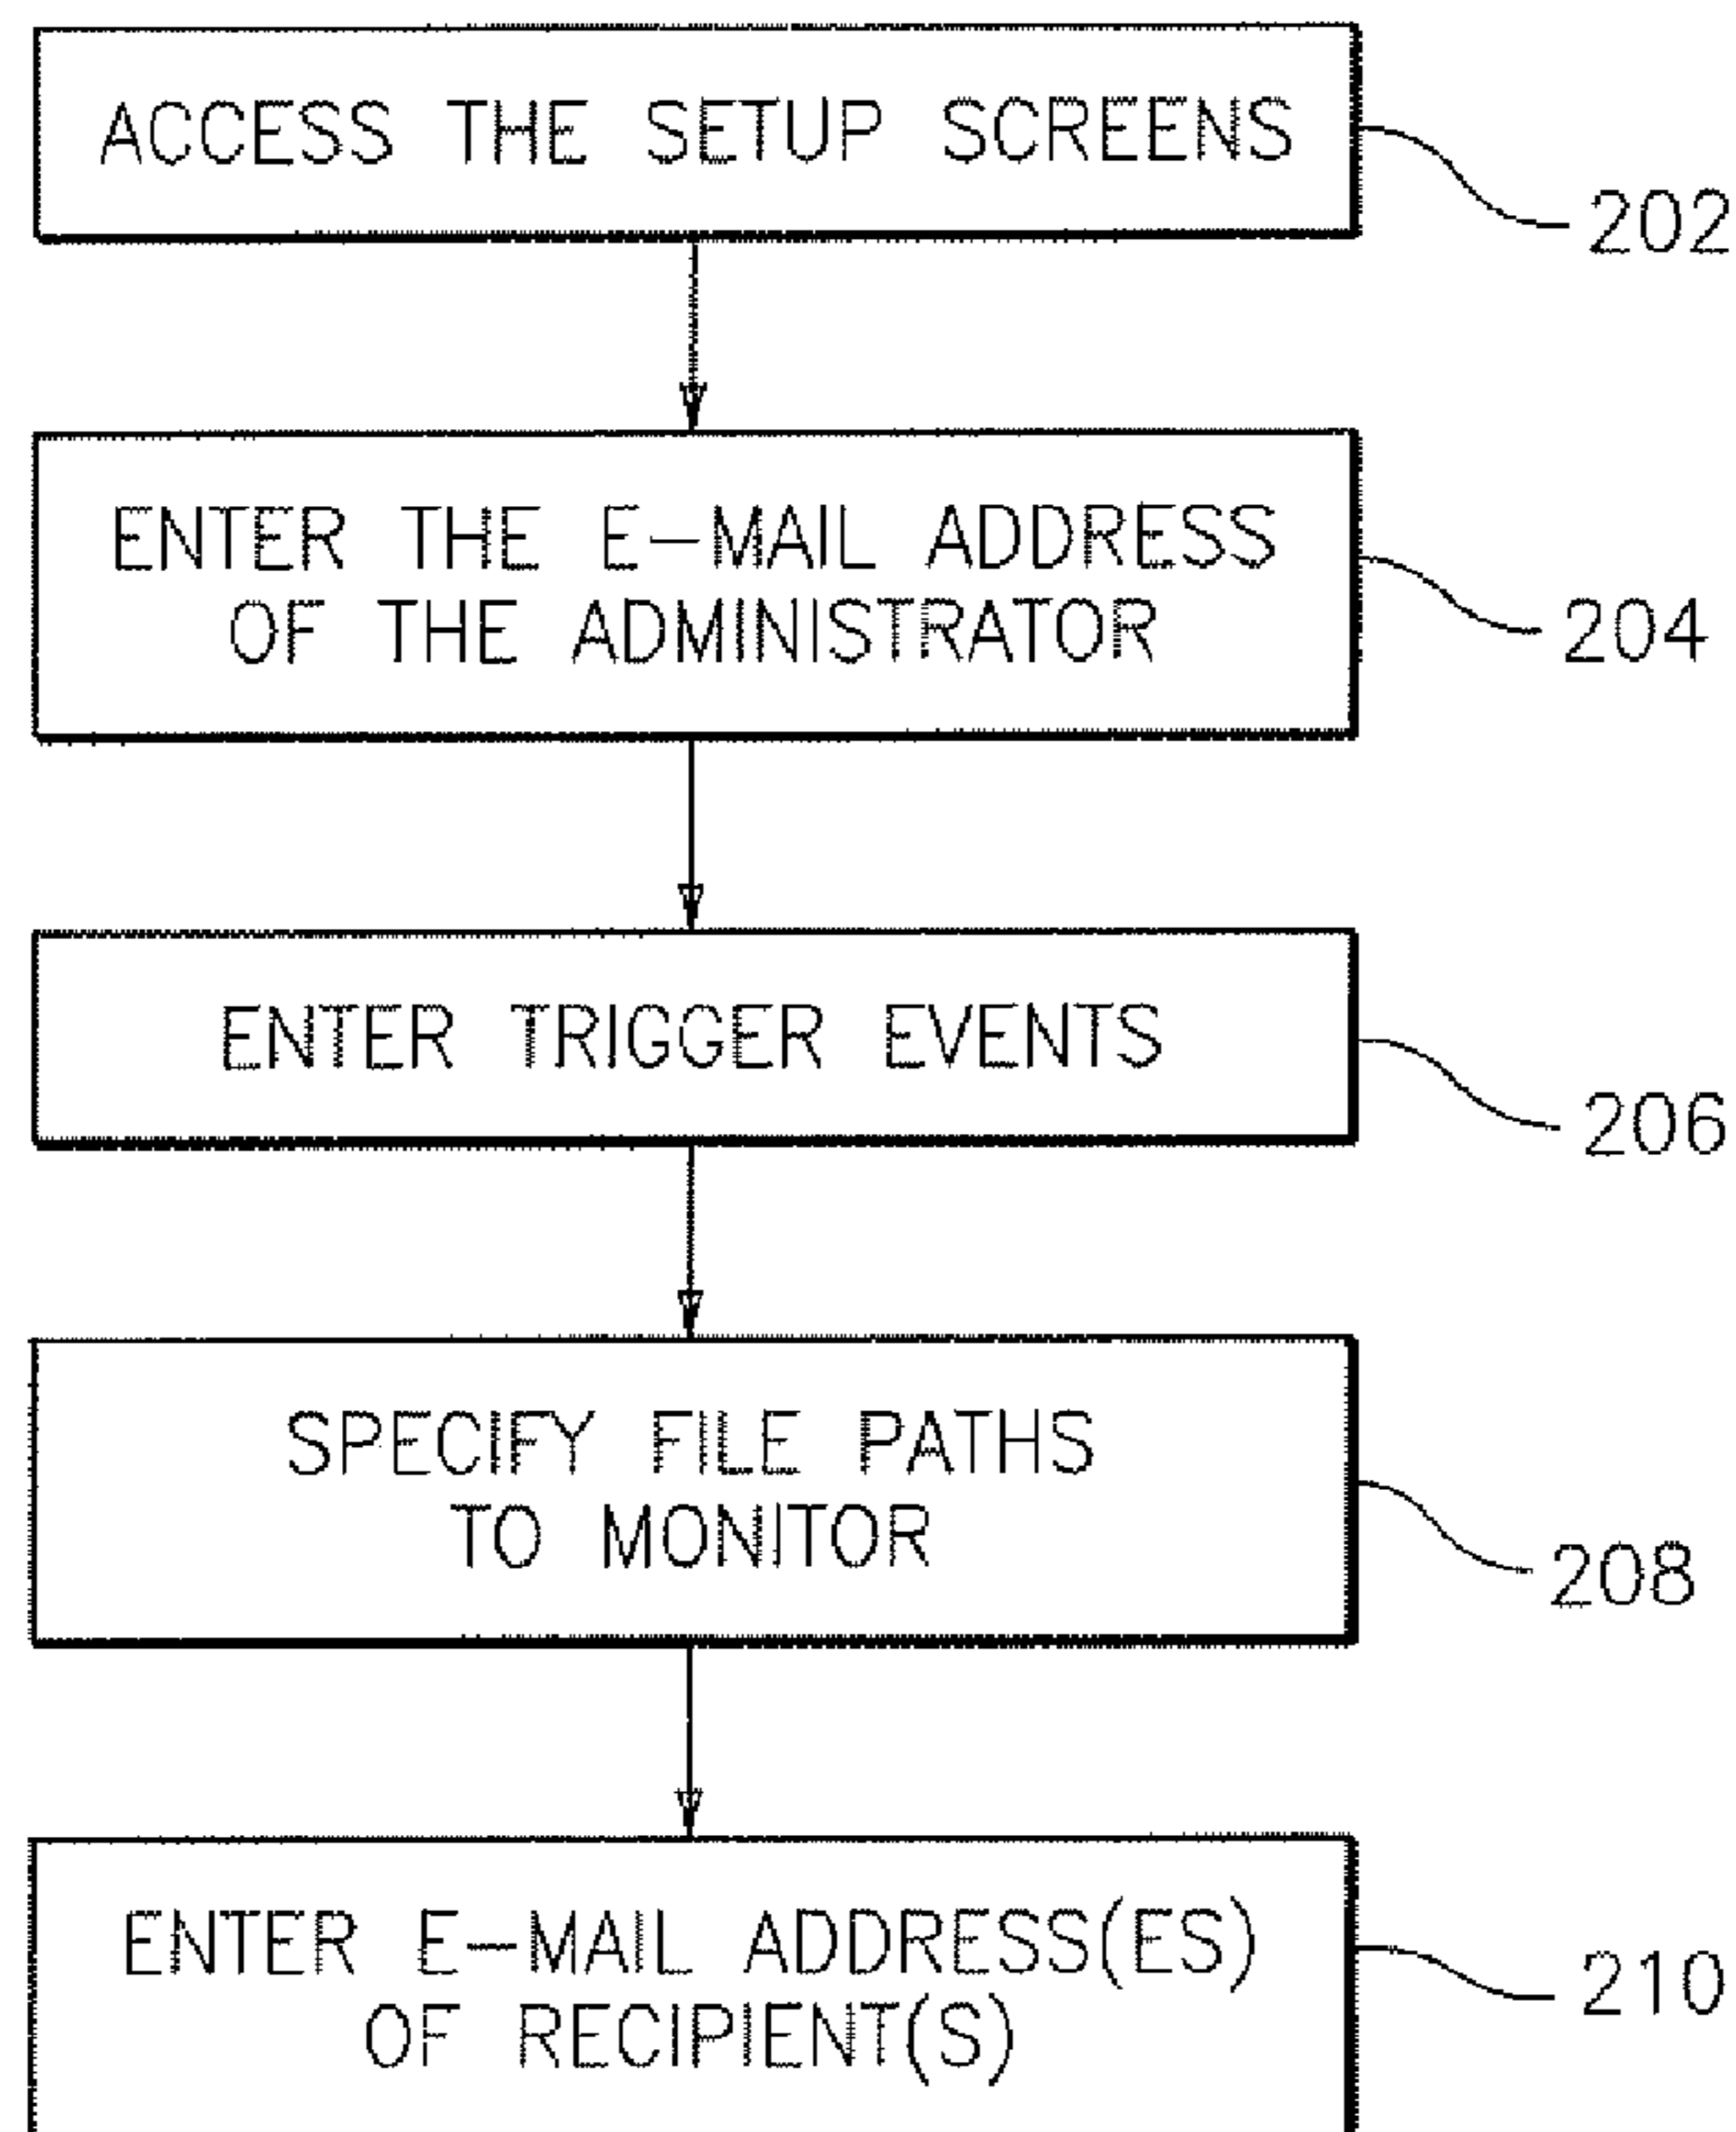 ACCESS THE SETUP SCREENS
202
ENTER THE E-MAIL ADDRESS
OF THE ADMINISTRATOR
204
ENTER TRIGGER EVENTS
206
SPECIFY FILE PATHS
TO MONITOR
208
ENTER E-MAIL ADDRESS(ES)
OF RECIPIENT(S)
210